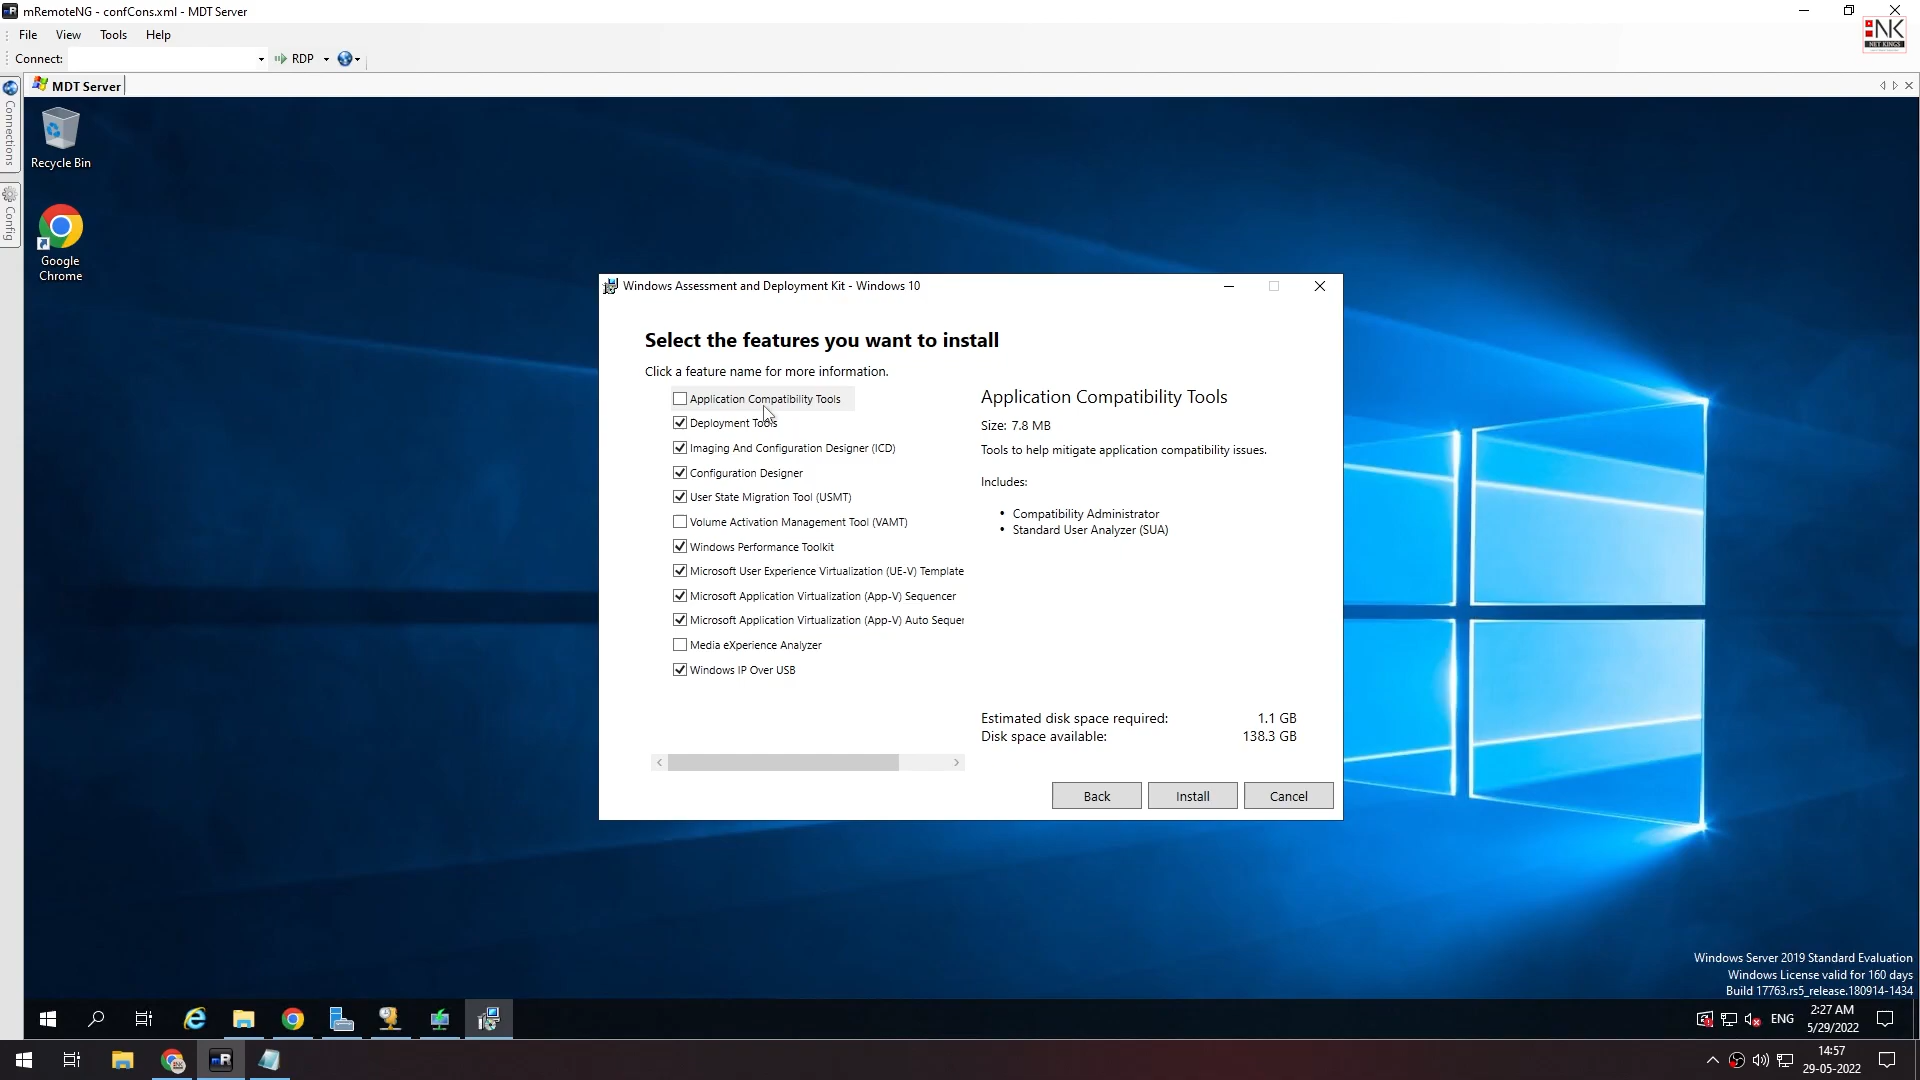 mRemoteNG - confCons.xml - MDT Server
NK
NET KINGS
File View Tools Help
Connect: RDP
MDT Server
Connections
Config
Recycle Bin
Google
Chrome
Windows Assessment and Deployment Kit - Windows 10
Select the features you want to install
Click a feature name for more information.
Application Compatibility Tools
Deployment Tools
Imaging And Configuration Designer (ICD)
Configuration Designer
User State Migration Tool (USMT)
Volume Activation Management Tool (VAMT)
Windows Performance Toolkit
Microsoft User Experience Virtualization (UE-V) Template
Microsoft Application Virtualization (App-V) Sequencer
Microsoft Application Virtualization (App-V) Auto Sequer
Media eXperience Analyzer
Windows IP Over USB
Application Compatibility Tools
Size: 7.8 MB
Tools to help mitigate application compatibility issues.
Includes:
• Compatibility Administrator
• Standard User Analyzer (SUA)
Estimated disk space required: 1.1 GB
Disk space available: 138.3 GB
Back Install Cancel
Windows Server 2019 Standard Evaluation
Windows License valid for 160 days
Build 17763.rs5_release.180914-1434
ENG
2:27 AM
5/29/2022
mR
14:57
29-05-2022